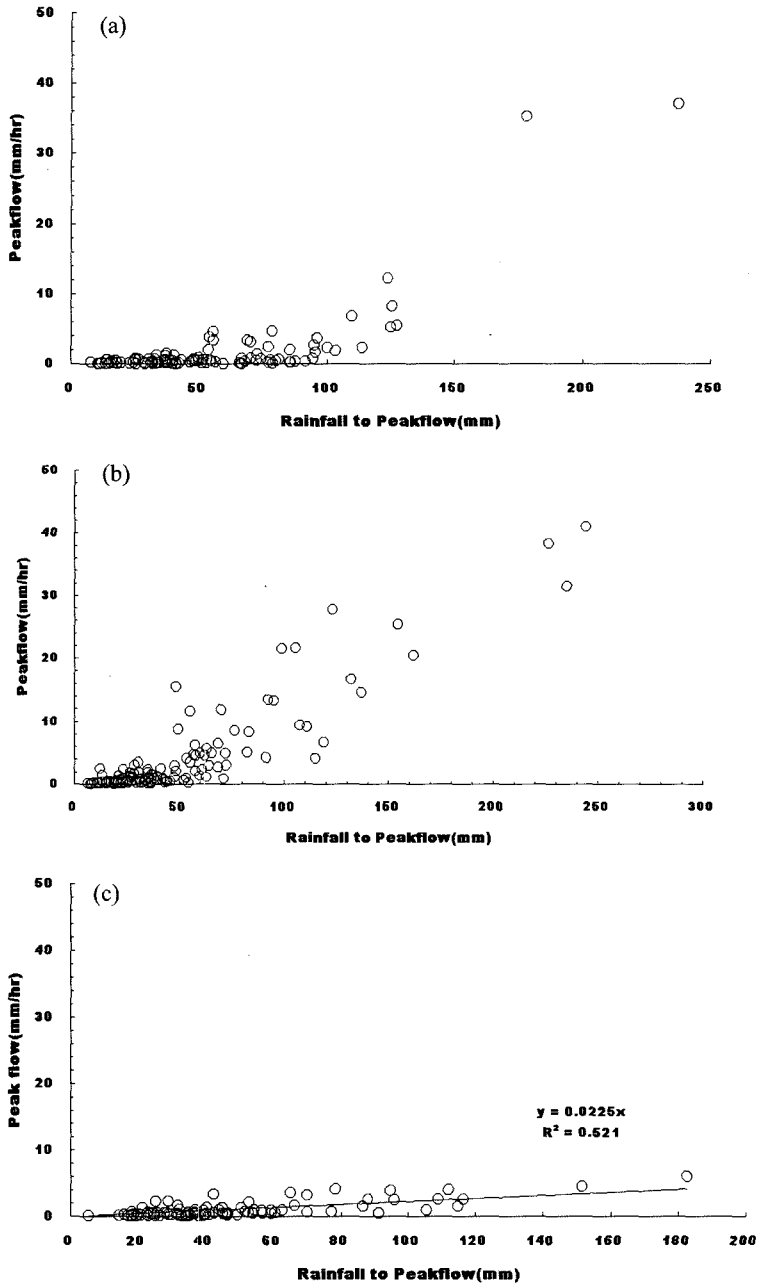 (a)
50
40
30
20
10
0
Peakflow(mm/hr)
0 50 100 150 200 250
Rainfall to Peakflow(mm)
(b)
50
40
30
20
10
0
Peakflow(mm/hr)
0 50 100 150 200 250 300
Rainfall to Peakflow(mm)
(c)
50
40
30
20
10
0
Peak flow(mm/hr)
y = 0.0225x
R² = 0.521
0 20 40 60 80 100 120 140 160 180 200
Rainfall to Peakflow(mm)